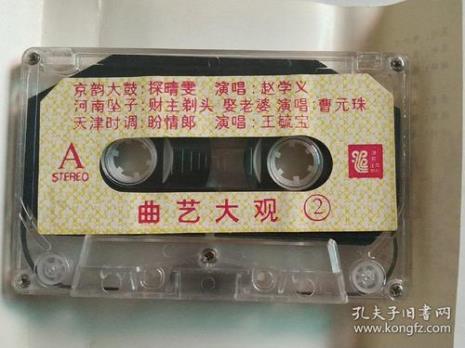 京韵大鼓:探晴雯 演唱:赵学义
河南坠子:财主剃头 娶老婆 演唱:曹元珠
天津时调:盼情郎 演唱:王毓宝
A
STEREO
曲艺大观 ②
孔夫子旧书网
www.kongfz.com